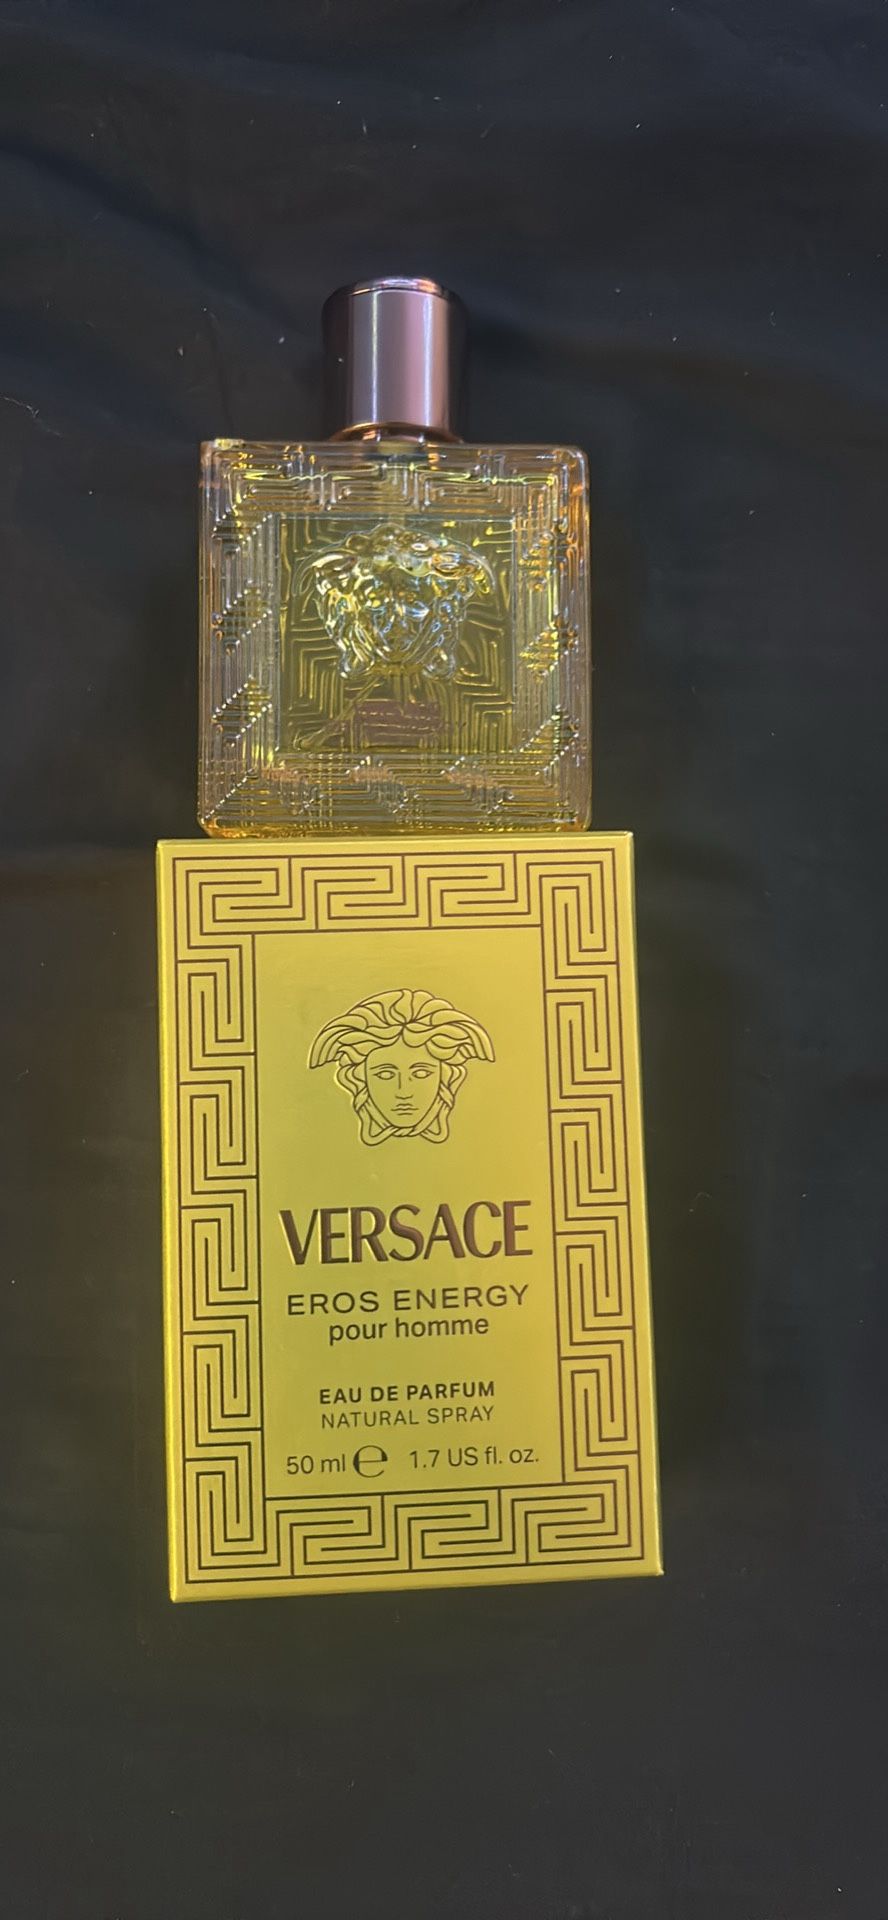 VERSACE
EROS ENERGY
pour homme
EAU DE PARFUM
NATURAL SPRAY
50 ml ℮ 1.7 US fl. oz.